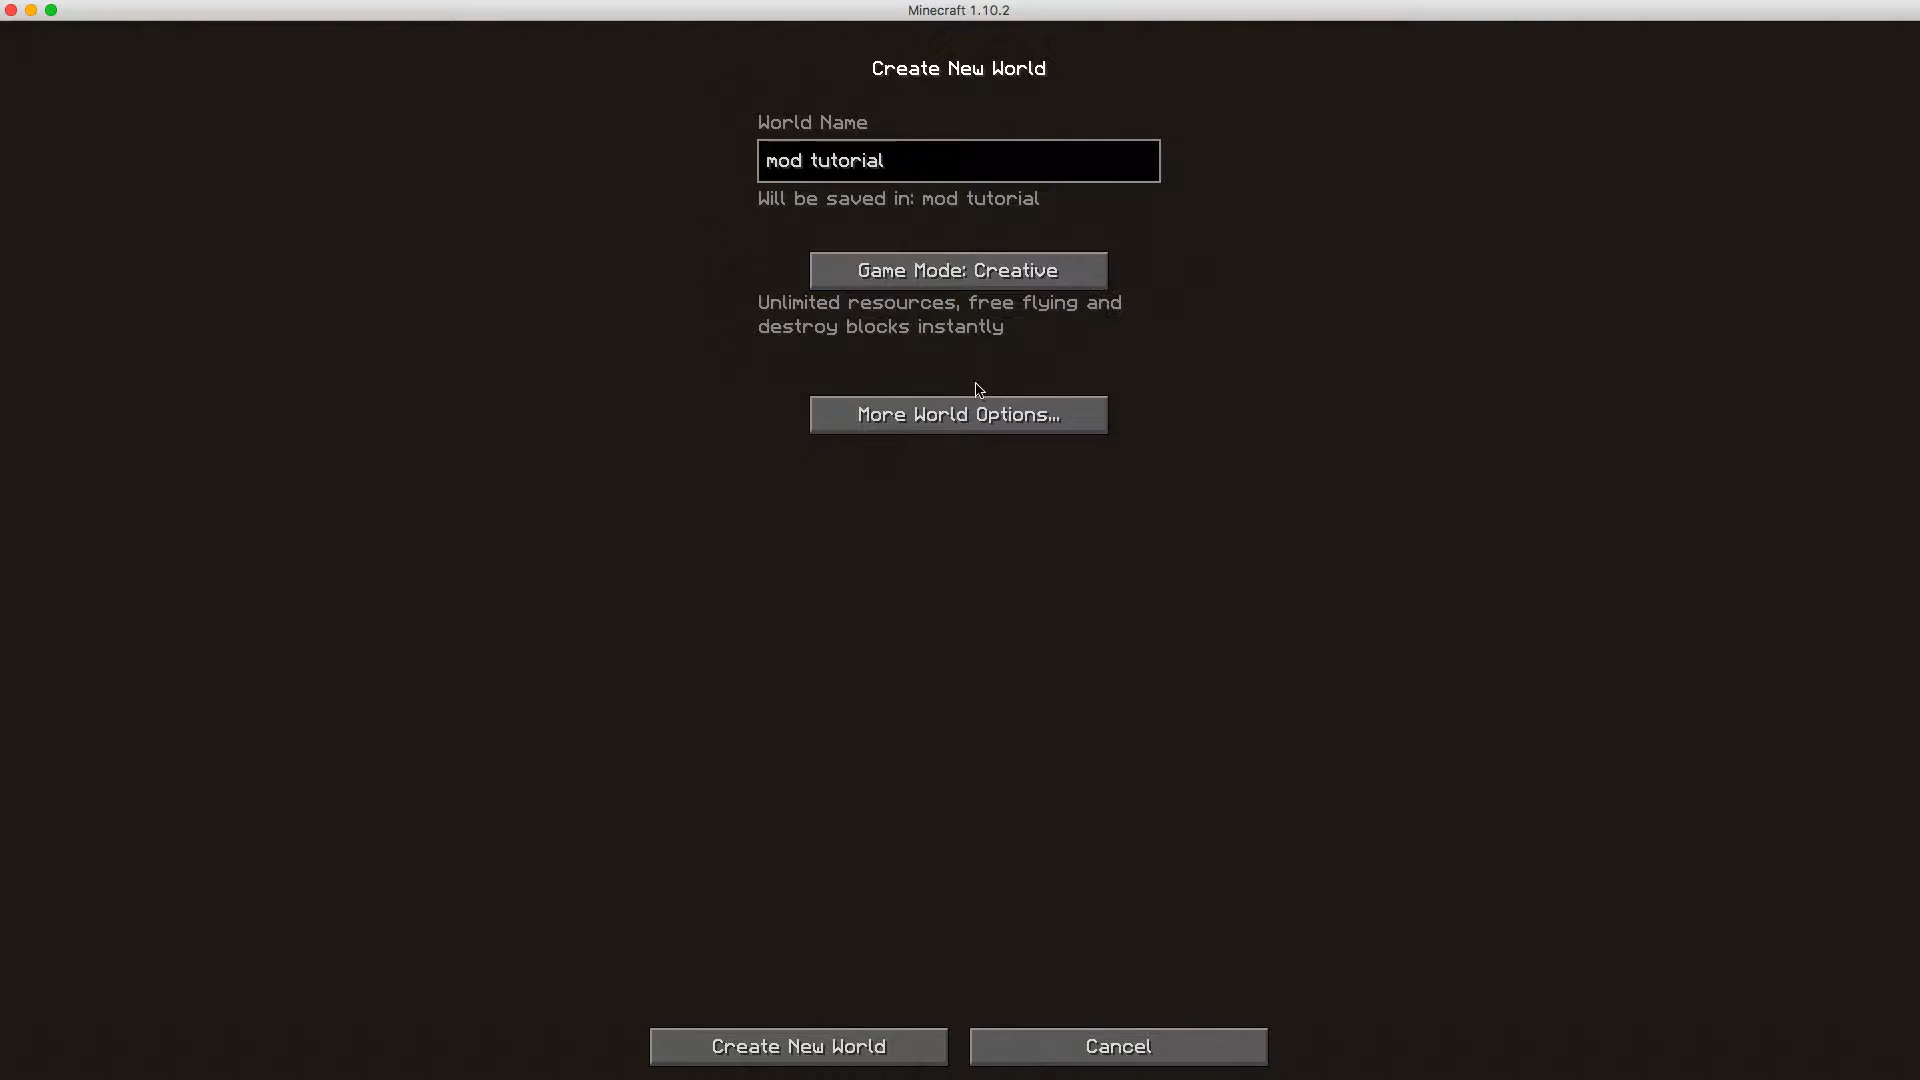 Minecraft 1.10.2
Create New World
World Name
mod tutorial
Will be saved in: mod tutorial
Game Mode: Creative
Unlimited resources, free flying and
destroy blocks instantly
More World Options...
Create New World
Cancel